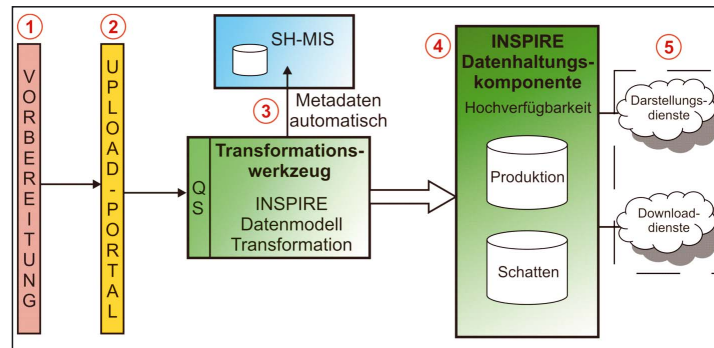 1
VORBEREITUNG
2
UPLOAD-PORTAL
SH-MIS
3
Metadaten
automatisch
QS
Transformations-
werkzeug
INSPIRE
Datenmodell
Transformation
4
INSPIRE
Datenhaltungs
komponente
Hochverfügbarkeit
Produktion
Schatten
5
Darstellungs-
dienste
Download-
dienste